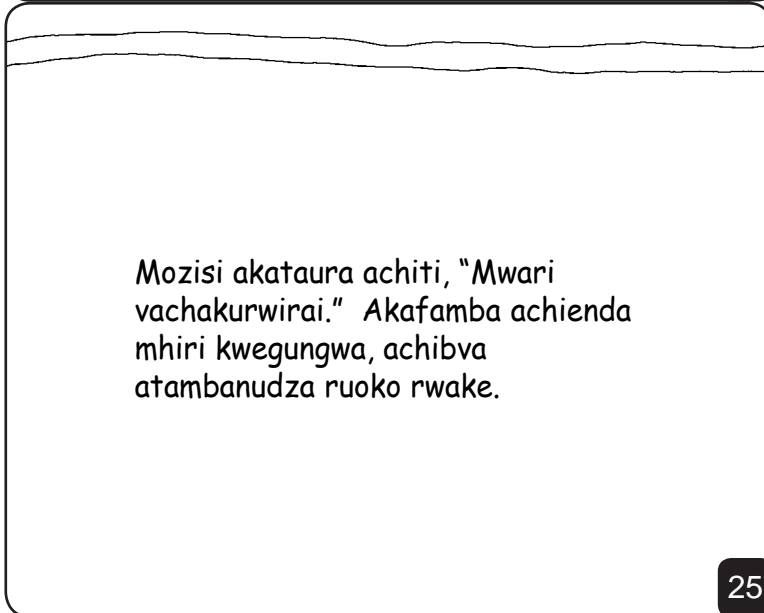 Mozisi akataura achiti, “Mwari
vachakurwirai.”  Akafamba achienda
mhiri kwegungwa, achibva
atambanudza ruoko rwake.
25